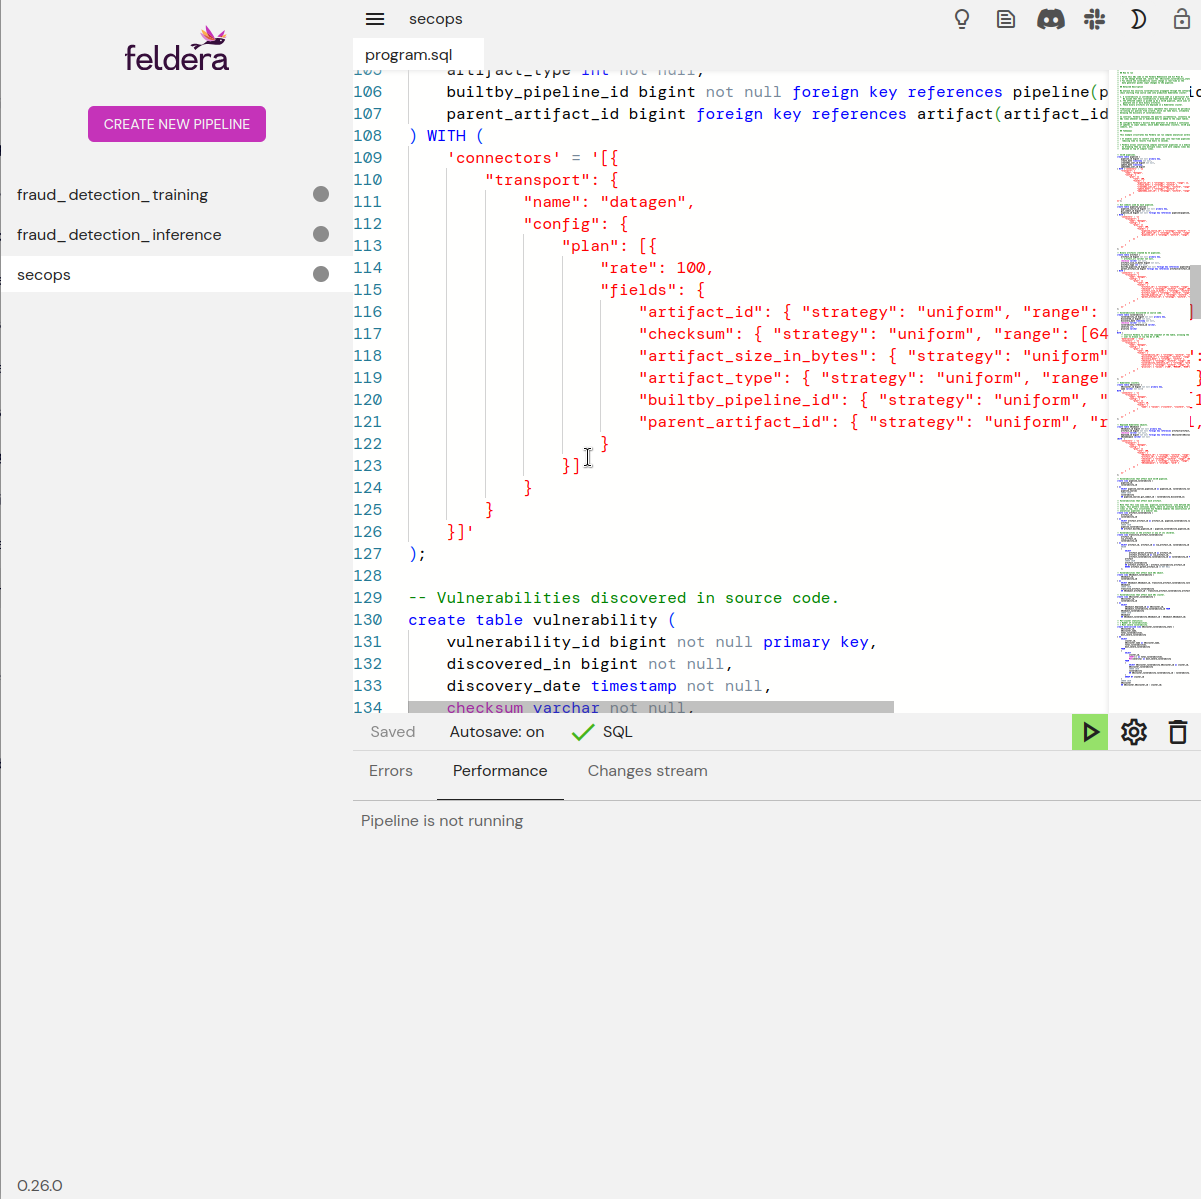 feldera
CREATE NEW PIPELINE
fraud_detection_training
fraud_detection_inference
secops
0.26.0
secops
program.sql
105 artifact_type int not null,
106 builtby_pipeline_id bigint not null foreign key references pipeline(p
107 parent_artifact_id bigint foreign key references artifact(artifact_id
108 ) WITH (
109 'connectors' = '[{
110 "transport": {
111 "name": "datagen",
112 "config": {
113 "plan": [{
114 "rate": 100,
115 "fields": {
116 "artifact_id": { "strategy": "uniform", "range":
117 "checksum": { "strategy": "uniform", "range": [64
118 "artifact_size_in_bytes": { "strategy": "uniform"
119 "artifact_type": { "strategy": "uniform", "range"
120 "builtby_pipeline_id": { "strategy": "uniform", "
121 "parent_artifact_id": { "strategy": "uniform", "r
122 }
123 }]
124 }
125 }
126 }]'
127 );
128
129 -- Vulnerabilities discovered in source code.
130 create table vulnerability (
131 vulnerability_id bigint not null primary key,
132 discovered_in bigint not null,
133 discovery_date timestamp not null,
134 checksum varchar not null,
Saved Autosave: on SQL
Errors Performance Changes stream
Pipeline is not running